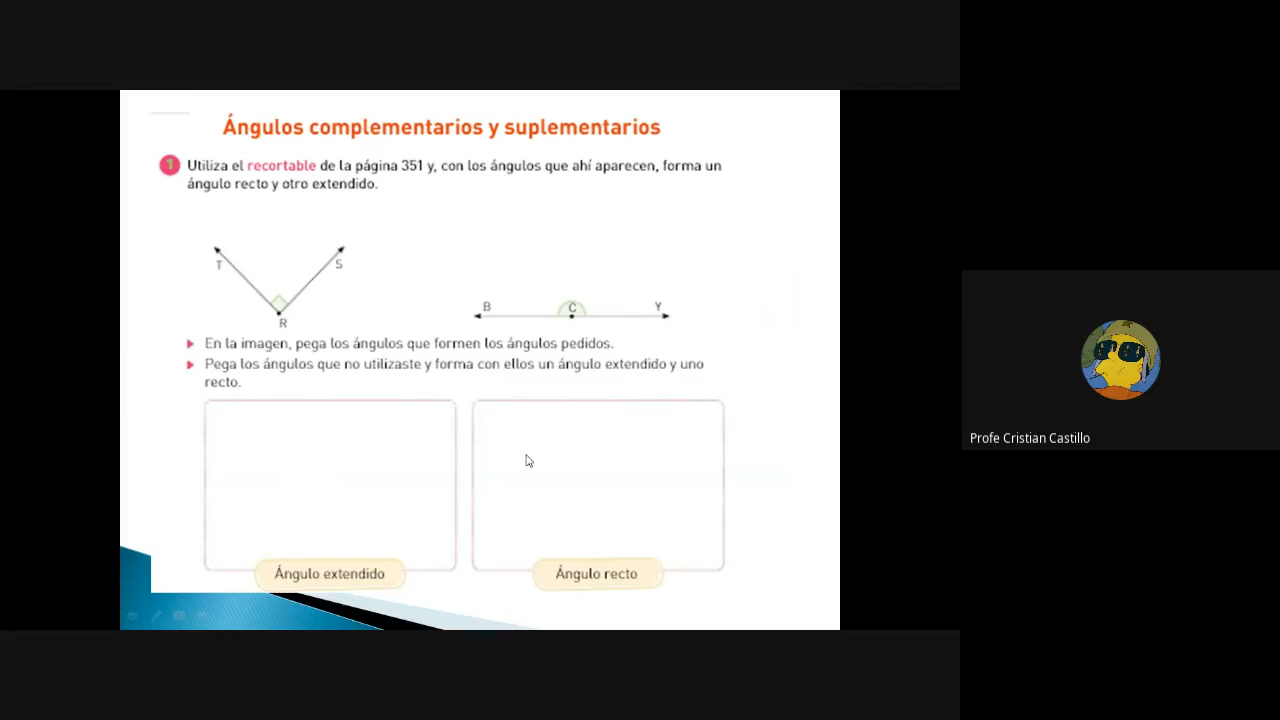 Ángulos complementarios y suplementarios
1 Utiliza el recortable de la página 351 y, con los ángulos que ahí aparecen, forma un
ángulo recto y otro extendido.
T
S
R
B
C
Y
En la imagen, pega los ángulos que formen los ángulos pedidos.
Pega los ángulos que no utilizaste y forma con ellos un ángulo extendido y uno
recto.
Ángulo extendido
Ángulo recto
Profe Cristian Castillo